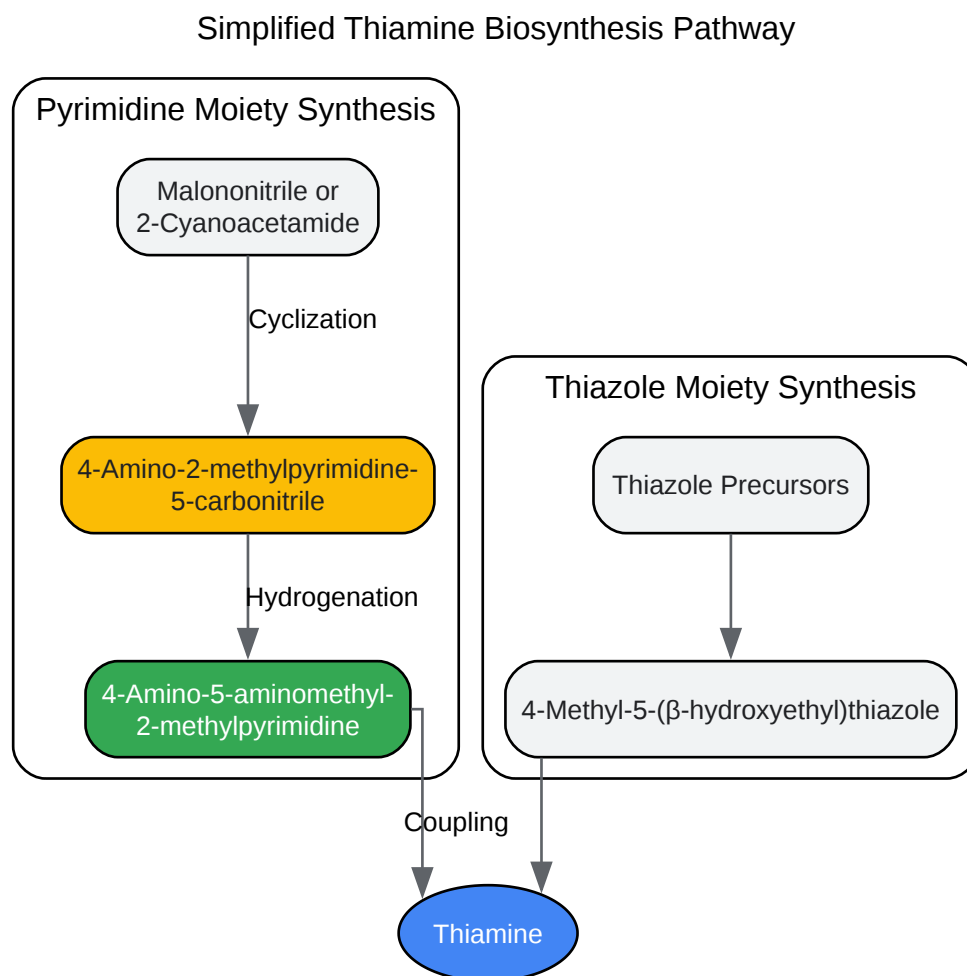 Simplified Thiamine Biosynthesis Pathway
Pyrimidine Moiety Synthesis
Malononitrile or
2-Cyanoacetamide
Cyclization
4-Amino-2-methylpyrimidine-
5-carbonitrile
Hydrogenation
4-Amino-5-aminomethyl-
2-methylpyrimidine
Thiazole Moiety Synthesis
Thiazole Precursors
4-Methyl-5-(β-hydroxyethyl)thiazole
Coupling
Thiamine